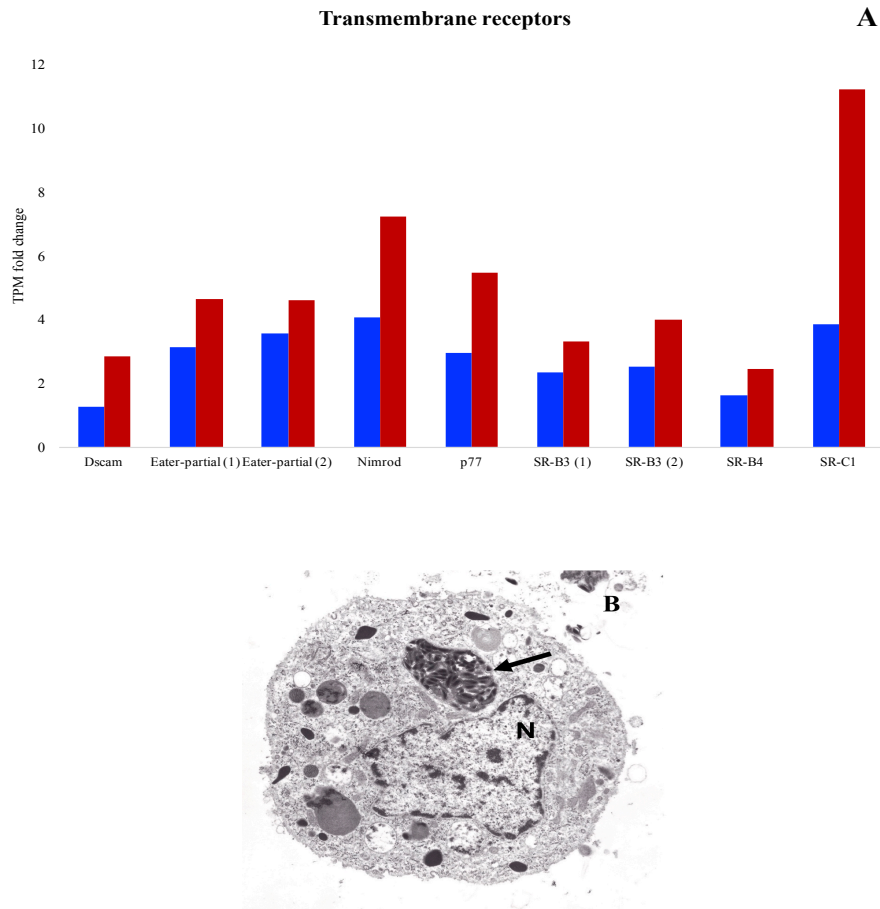 Transmembrane receptors
A
12
10
8
6
4
2
0
TPM fold change
Dscam
Eater-partial (1)
Eater-partial (2)
Nimrod
p77
SR-B3 (1)
SR-B3 (2)
SR-B4
SR-C1
B
N